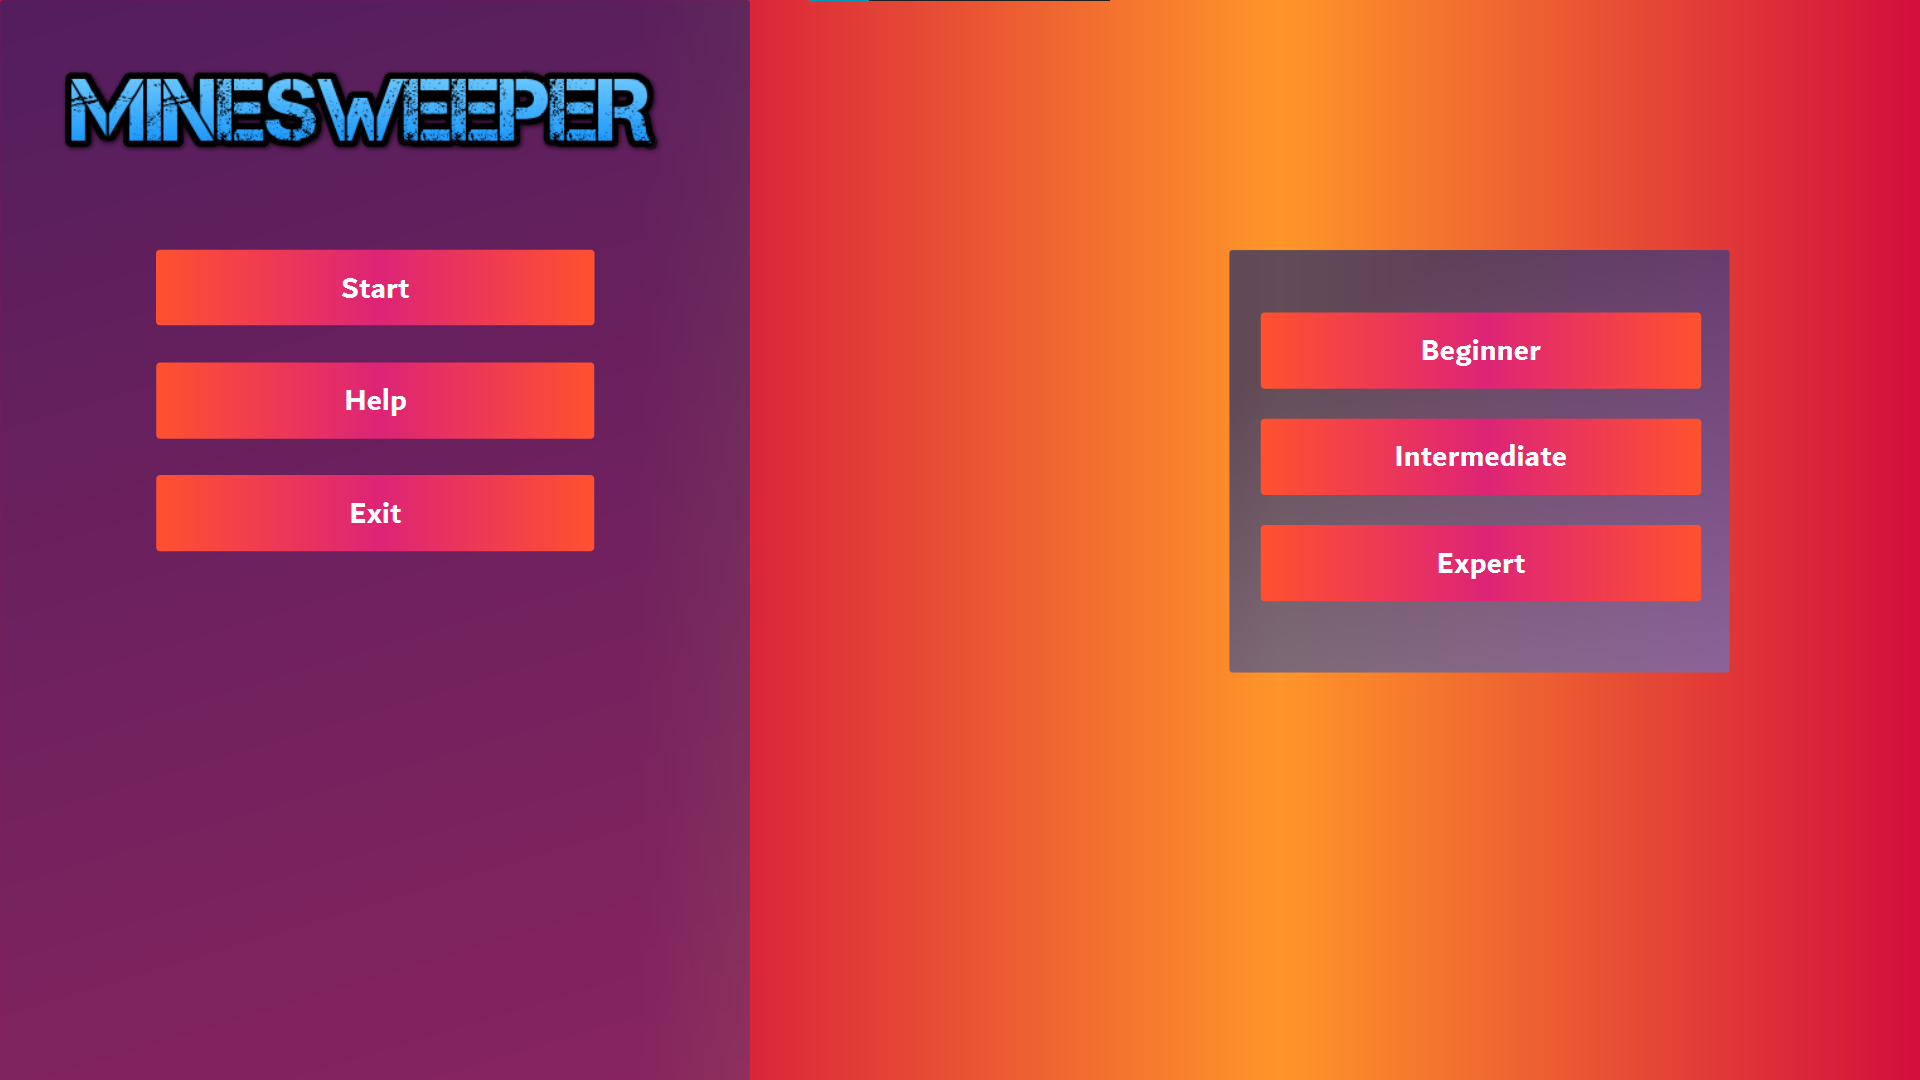 MINESWEEPER
Start
Help
Exit
Beginner
Intermediate
Expert